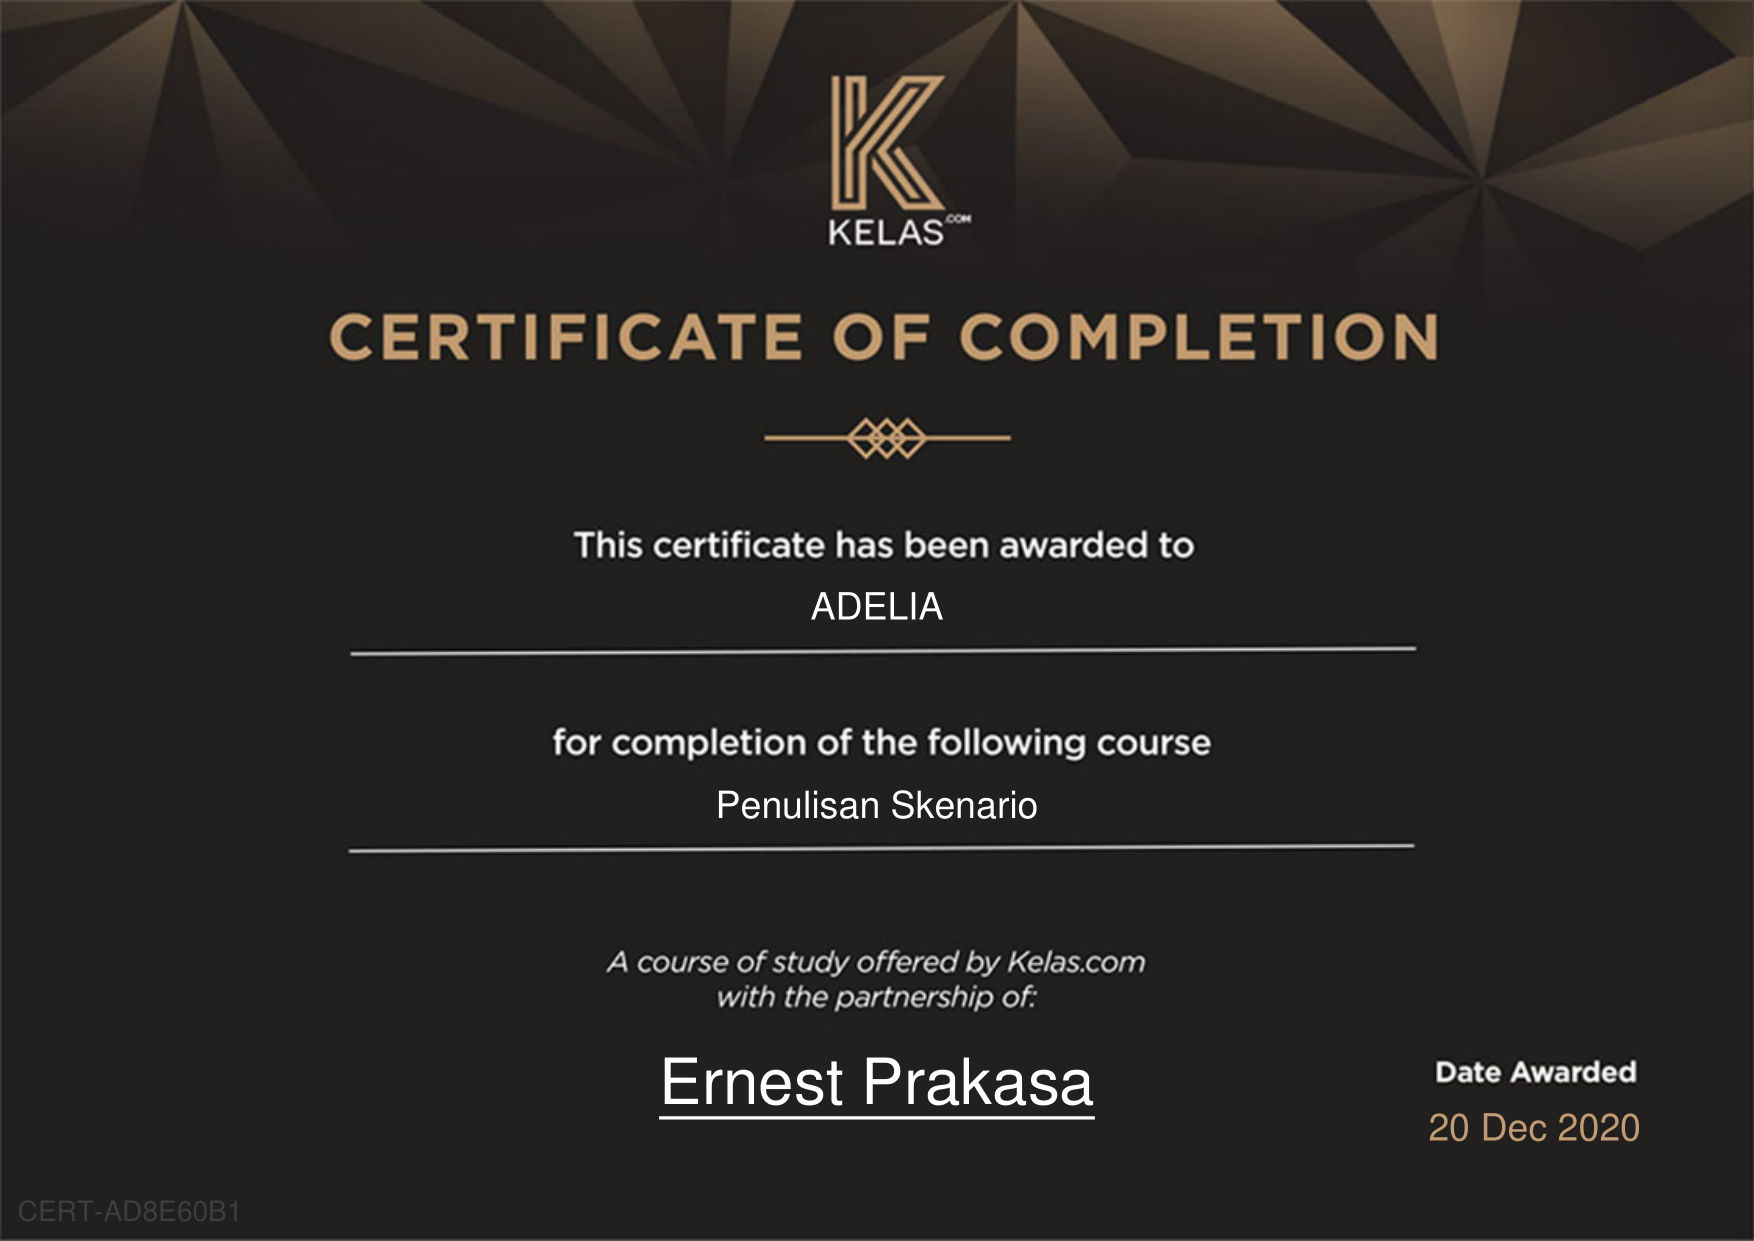 KELAS.COM
CERTIFICATE OF COMPLETION
This certificate has been awarded to
ADELIA
for completion of the following course
Penulisan Skenario
A course of study offered by Kelas.com
with the partnership of:
Ernest Prakasa
Date Awarded
20 Dec 2020
CERT-AD8E60B1